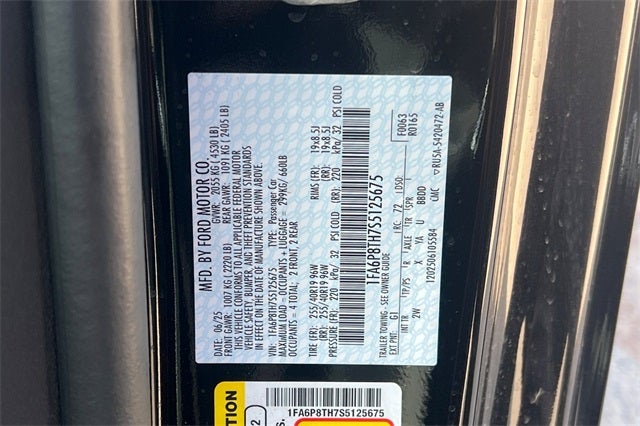 MFD. BY FORD MOTOR CO.
DATE: 06/25 GVWR: 2055 KG ( 4530 LB)
FRONT GAWR: 1007 KG ( 2220 LB) REAR GAWR: 1091 KG ( 2405 LB)
THIS VEHICLE CONFORMS TO ALL APPLICABLE FEDERAL MOTOR
VEHICLE SAFETY, BUMPER, AND THEFT PREVENTION STANDARDS
IN EFFECT ON THE DATE OF MANUFACTURE SHOWN ABOVE.
VIN: 1FA6P8TH7S5125675 TYPE: Passenger Car
MAXIMUM LOAD = OCCUPANTS + LUGGAGE = 299KG/ 660LB
OCCUPANTS = 4 TOTAL: 2 FRONT: 2 REAR
TIRE (FR): 255/40R19 96W RIMS (FR): 19x8.5J
(RR): 255/40R19 96W (RR): 19x8.5J
PRESSURE (FR): 220 kPa/ 32 PSI COLD (RR): 220 kPa/ 32 PSI COLD
1FA6P8TH7S5125675
TRAILER TOWING - SEE OWNER GUIDE
F0063
R0165
EXT PNT: G1 RC: 72 DSO:
INT TR TP/PS R AXLE TR SPR
2W X YA U BBDD
1202506105584 CMC ▽RU5A-5420472-AB
1FA6P8TH7S5125675